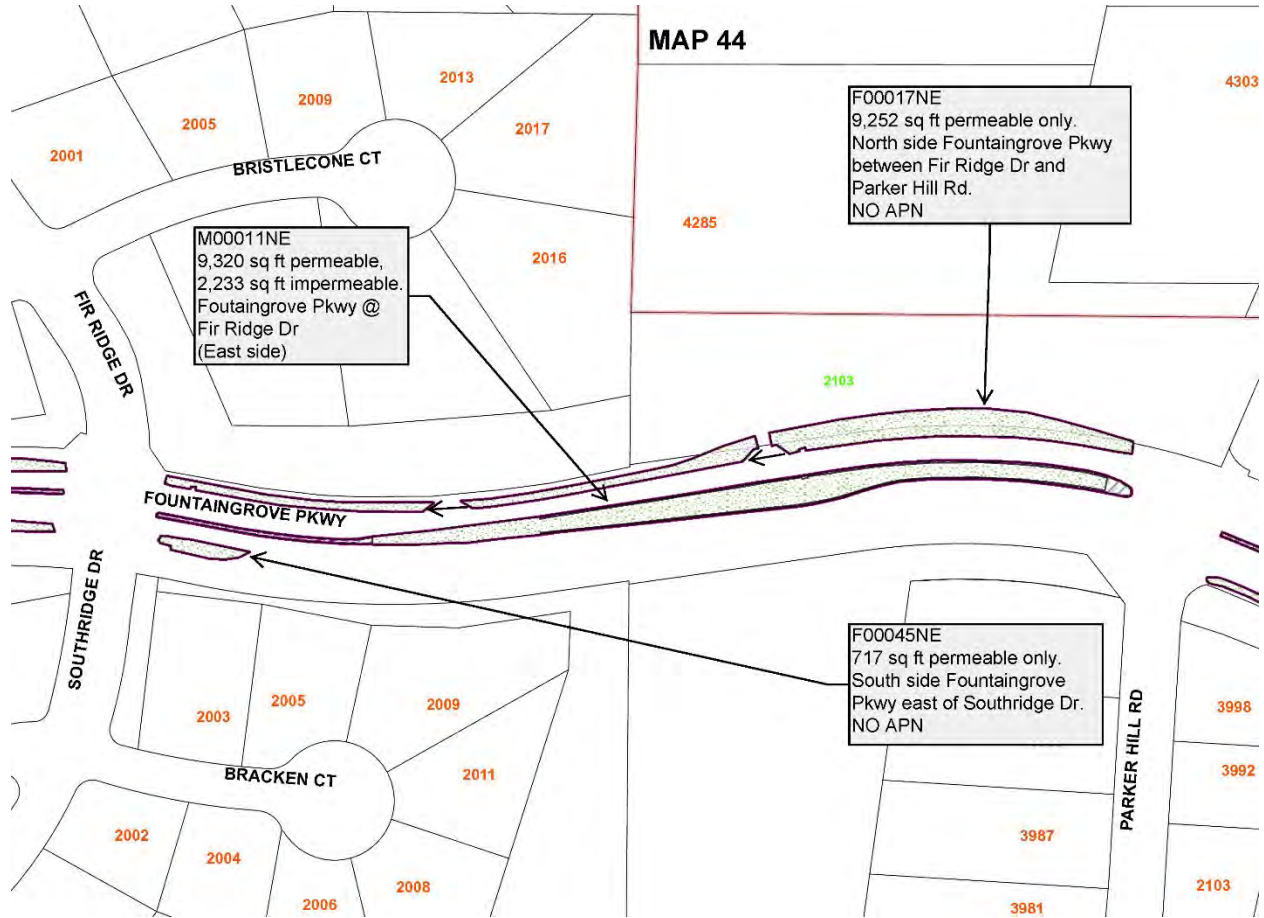 MAP 44
2013
4303
2009
F00017NE
9,252 sq ft permeable only.
North side Fountaingrove Pkwy
between Fir Ridge Dr and
Parker Hill Rd.
NO APN
2005
2017
2001
BRISTLECONE CT
4285
M00011NE
9,320 sq ft permeable,
2,233 sq ft impermeable.
Foutaingrove Pkwy @
Fir Ridge Dr
(East side)
2016
FIR RIDGE DR
2103
FOUNTAINGROVE PKWY
SOUTHRIDGE DR
F00045NE
717 sq ft permeable only.
South side Fountaingrove
Pkwy east of Southridge Dr.
NO APN
2003
2005
2009
3998
2011
BRACKEN CT
PARKER HILL RD
3992
2002
2004
3987
2006
2008
2103
3981